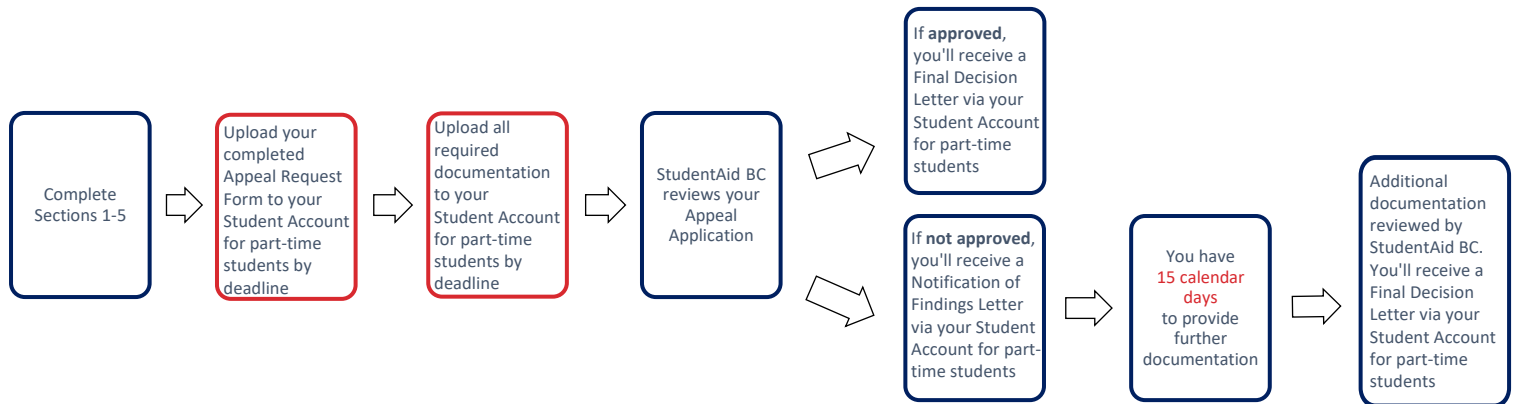 Complete
Sections 1-5
Upload your
completed
Appeal Request
Form to your
Student Account
for part-time
students by
deadline
Upload all
required
documentation
to your
Student Account
for part-time
students by
deadline
StudentAid BC
reviews your
Appeal
Application
If approved,
you'll receive a
Final Decision
Letter via your
Student Account
for part-time
students
If not approved,
you'll receive a
Notification of
Findings Letter
via your Student
Account for part-
time students
You have
15 calendar
days
to provide
further
documentation
Additional
documentation
reviewed by
StudentAid BC.
You'll receive a
Final Decision
Letter via your
Student Account
for part-time
students